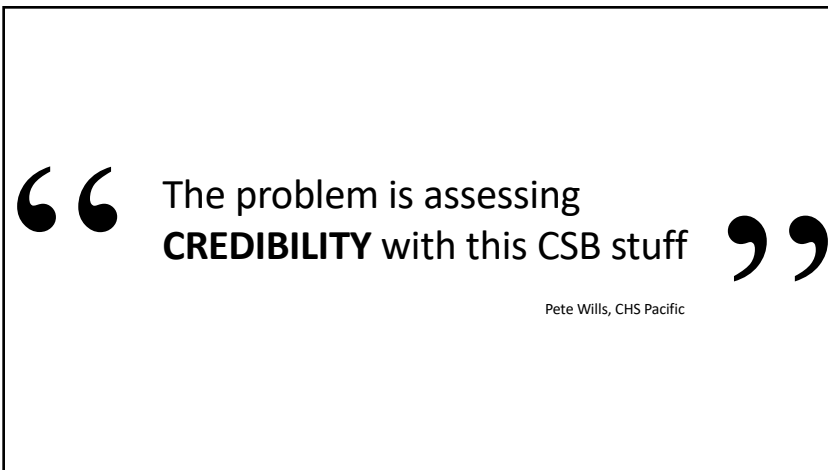 “ The problem is assessing
CREDIBILITY with this CSB stuff ”
Pete Wills, CHS Pacific